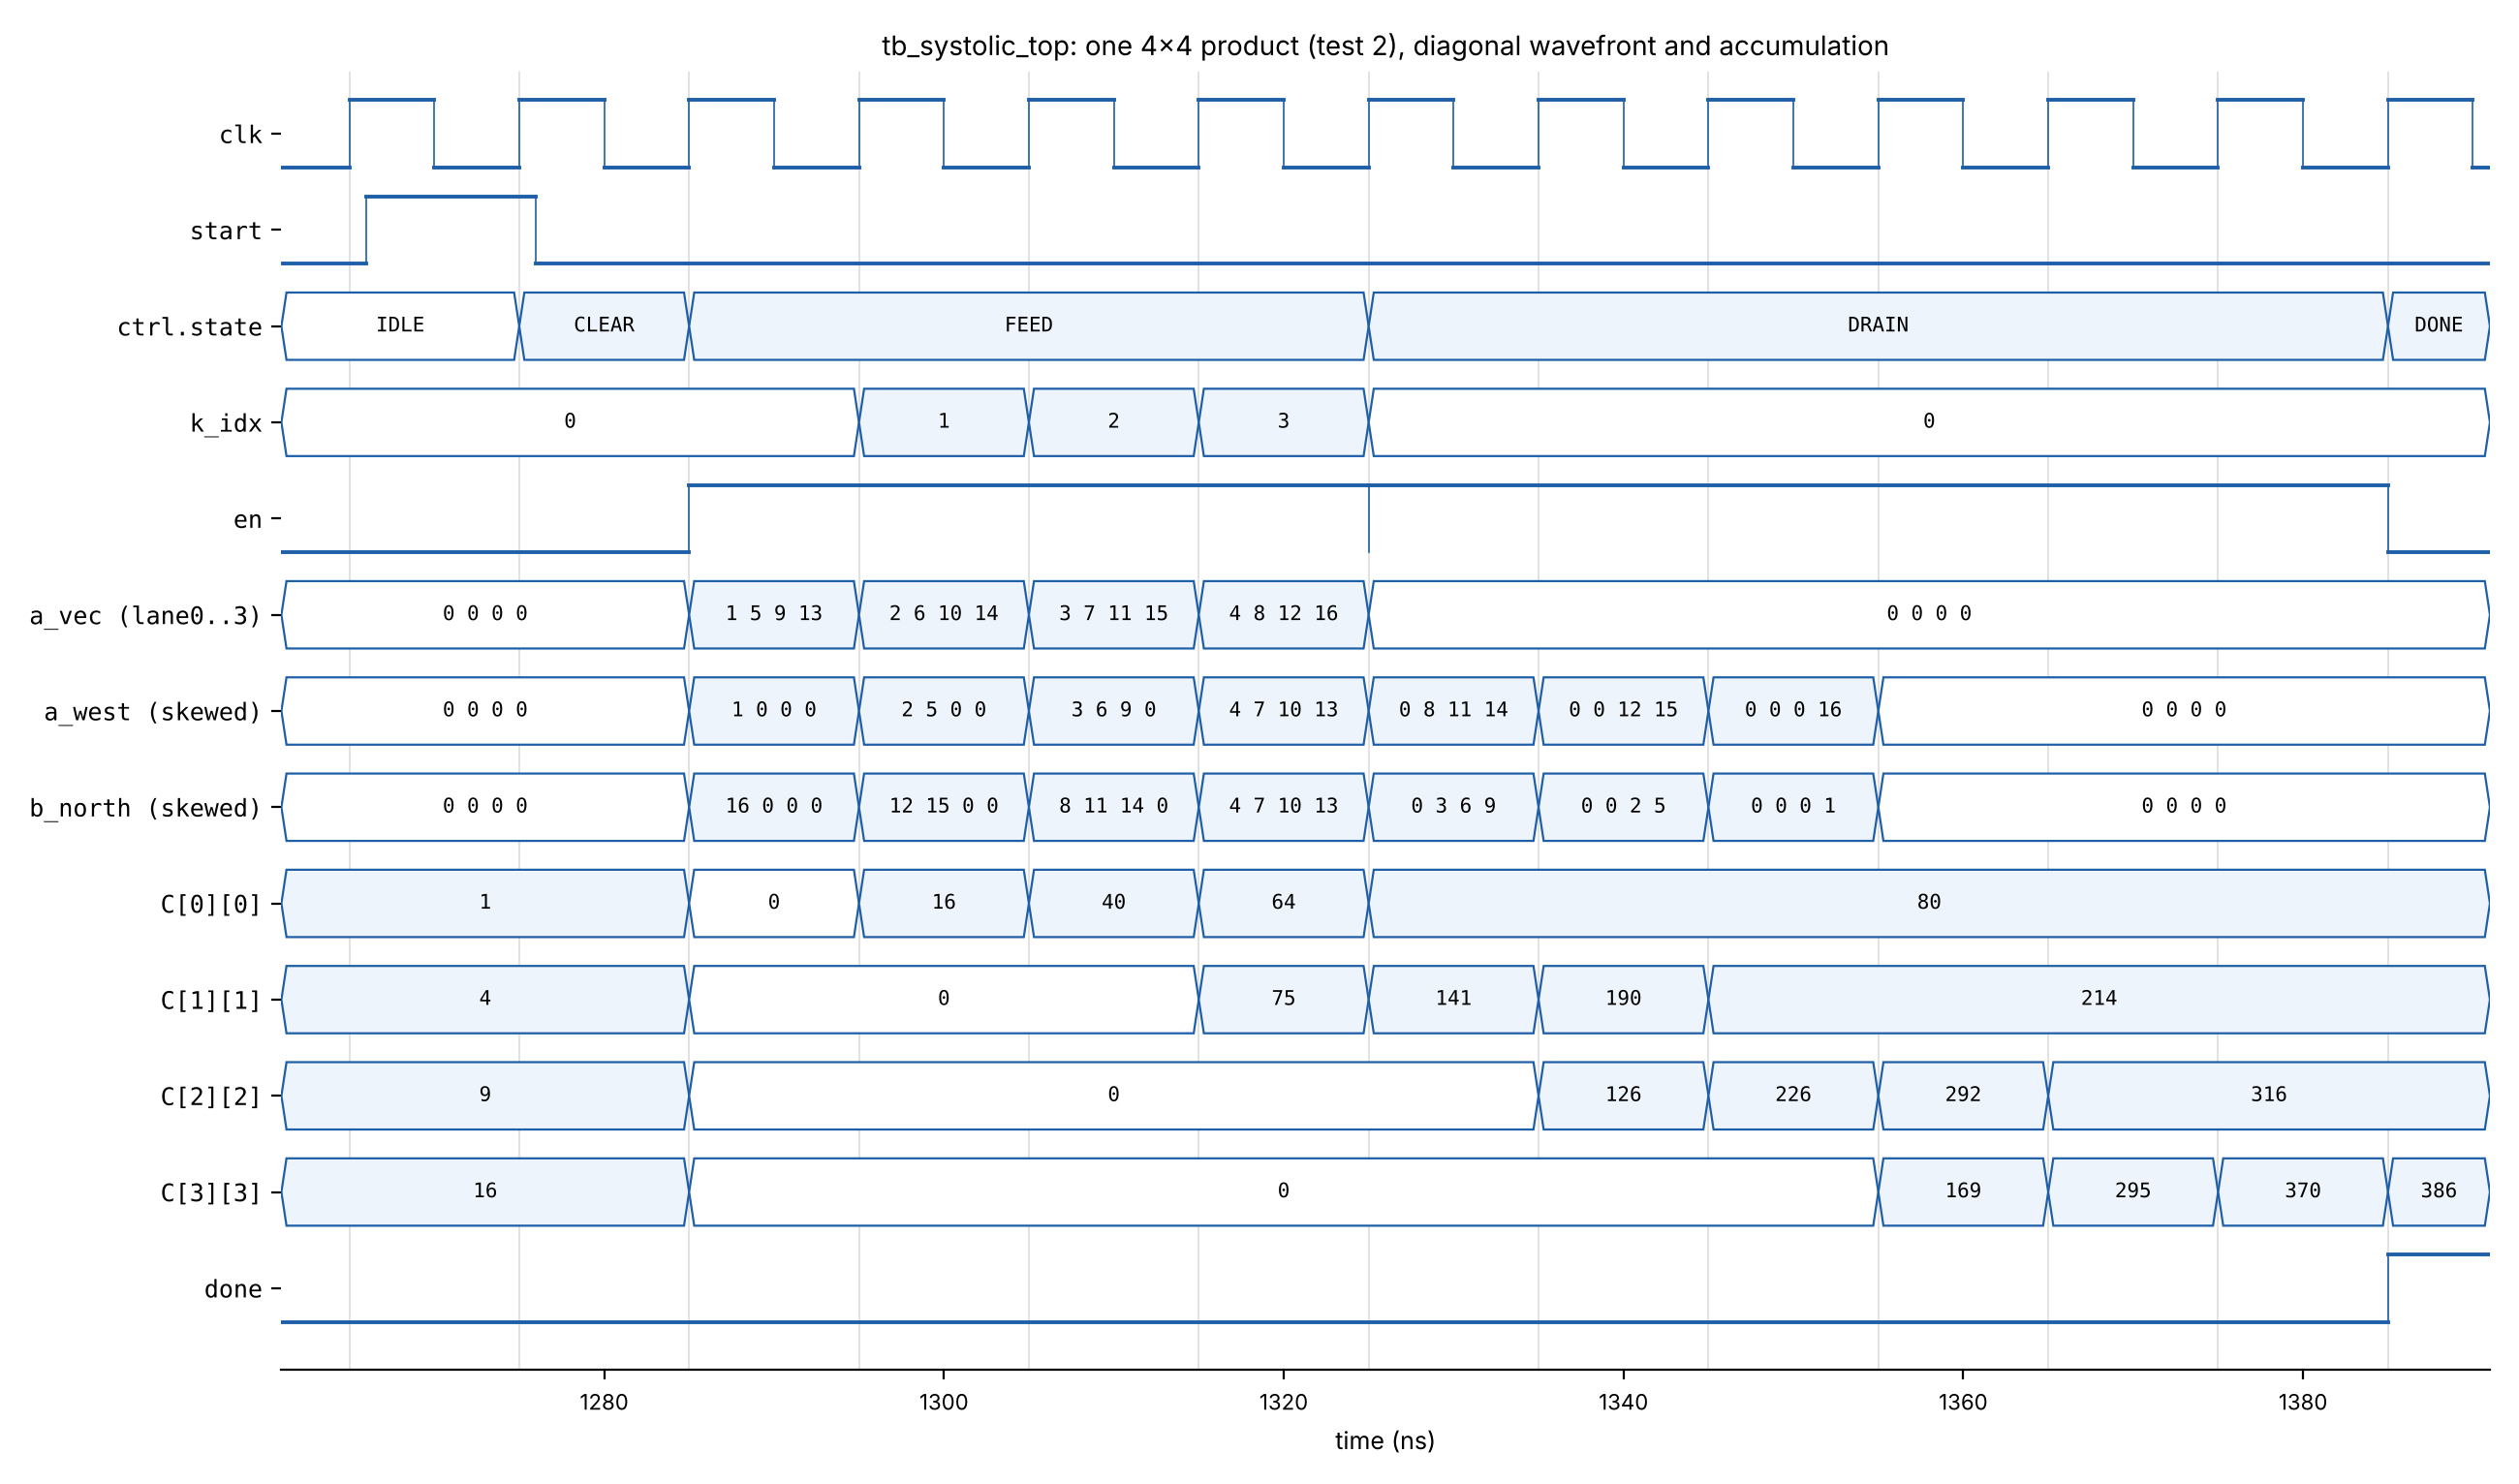 tb_systolic_top: one 4×4 product (test 2), diagonal wavefront and accumulation
clk
start
ctrl.state IDLE CLEAR FEED DRAIN DONE
k_idx 0 1 2 3 0
en
a_vec (lane0..3) 0 0 0 0 1 5 9 13 2 6 10 14 3 7 11 15 4 8 12 16 0 0 0 0
a_west (skewed) 0 0 0 0 1 0 0 0 2 5 0 0 3 6 9 0 4 7 10 13 0 8 11 14 0 0 12 15 0 0 0 16 0 0 0 0
b_north (skewed) 0 0 0 0 16 0 0 0 12 15 0 0 8 11 14 0 4 7 10 13 0 3 6 9 0 0 2 5 0 0 0 1 0 0 0 0
C[0][0] 1 0 16 40 64 80
C[1][1] 4 0 75 141 190 214
C[2][2] 9 0 126 226 292 316
C[3][3] 16 0 169 295 370 386
done
1280 1300 1320 1340 1360 1380
time (ns)